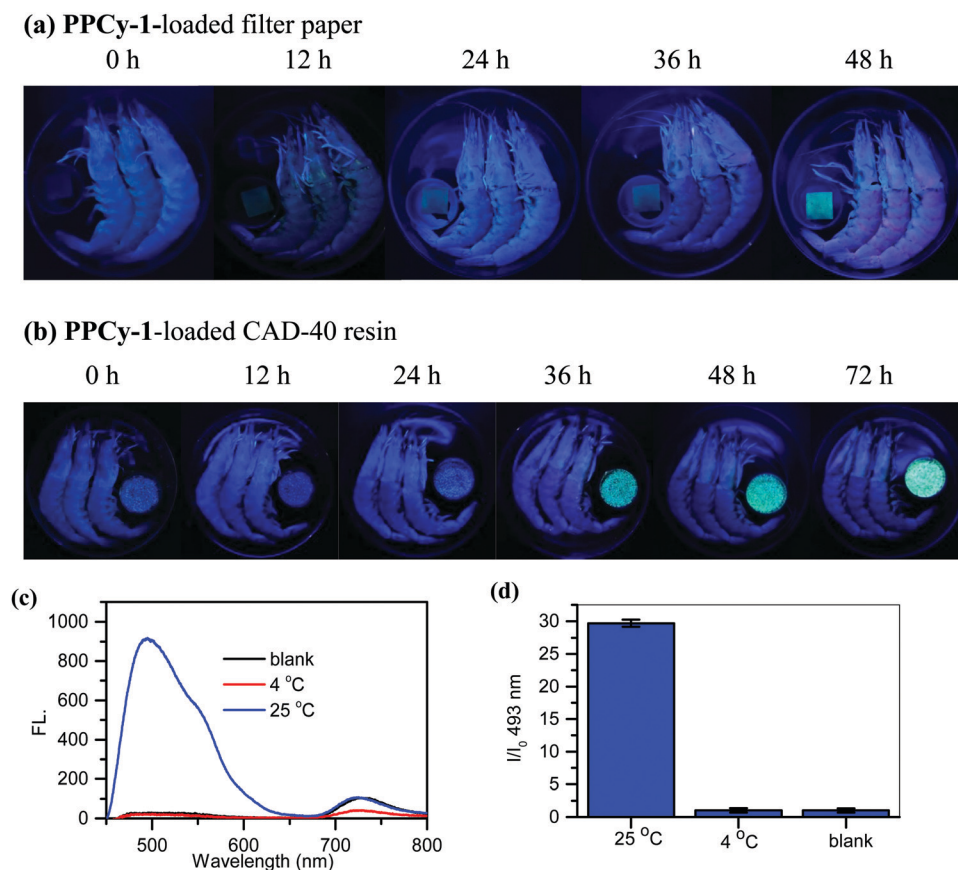 (a) PPCy-1-loaded filter paper
0 h 12 h 24 h 36 h 48 h
(b) PPCy-1-loaded CAD-40 resin
0 h 12 h 24 h 36 h 48 h 72 h
(c)
1000
800
600
400
200
0
FL.
blank
4 °C
25 °C
500 600 700 800
Wavelength (nm)
(d)
30
25
20
15
10
5
0
I/I₀ 493 nm
25 °C 4 °C blank